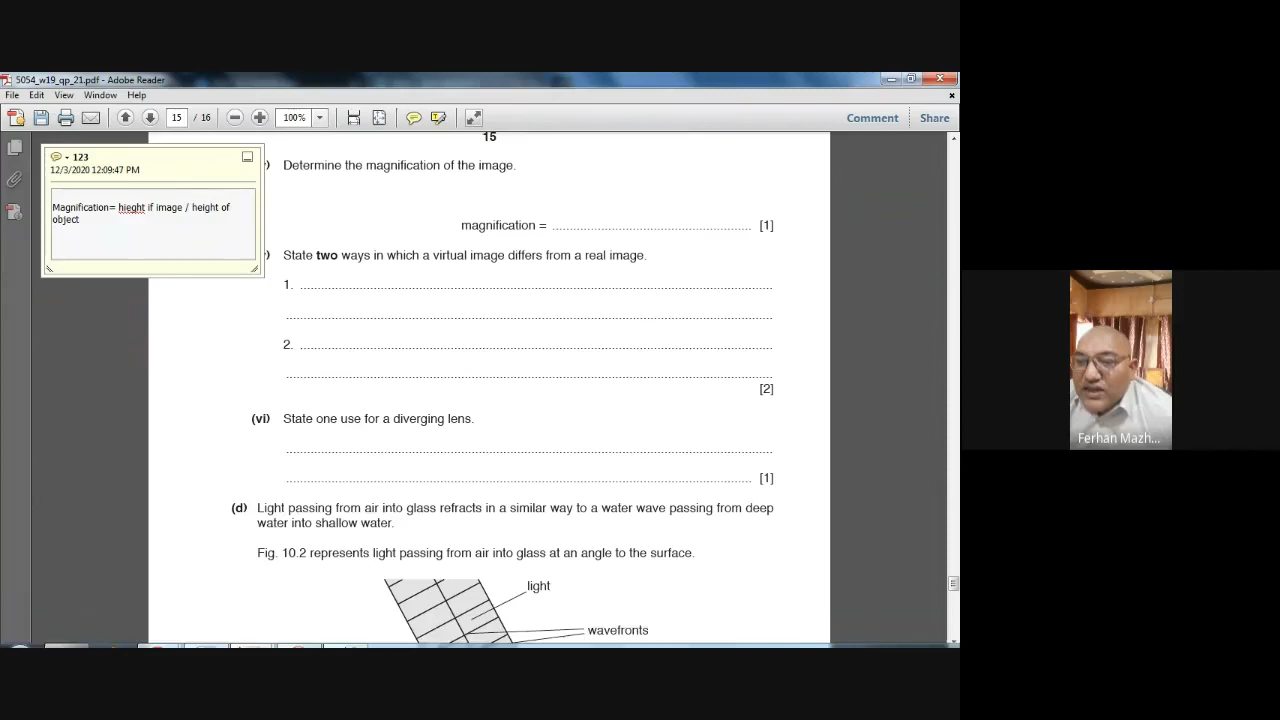 5054_w19_qp_21.pdf - Adobe Reader
File Edit View Window Help
15 / 16 100% Comment Share
15
123
12/3/2020 12:09:47 PM
Magnification= hieght if image / height of
object
) Determine the magnification of the image.
magnification = .................................................. [1]
) State two ways in which a virtual image differs from a real image.
1. ....................................................................................................................
....................................................................................................................
2. ....................................................................................................................
....................................................................................................................
[2]
(vi) State one use for a diverging lens.
....................................................................................................................
............................................................................................................... [1]
(d) Light passing from air into glass refracts in a similar way to a water wave passing from deep
water into shallow water.
Fig. 10.2 represents light passing from air into glass at an angle to the surface.
light
wavefronts
Ferhan Mazh...